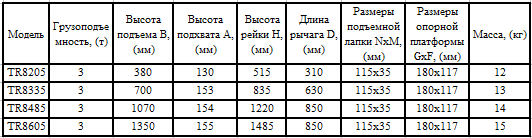 Модель Грузоподъе мность, (т) Высота подъема В, (мм) Высота подхвата А, (мм) Высота рейки Н, (мм) Длина рычага D, (мм) Размеры подъемной лапки NxM, (мм) Размеры опорной платформы GxF, (мм) Масса, (кг)
TR8205 3 380 130 515 310 115x35 180x117 12
TR8335 3 700 153 835 630 115x35 180x117 13
TR8485 3 1070 154 1220 850 115x35 180x117 14
TR8605 3 1350 155 1485 850 115x35 180x117 15